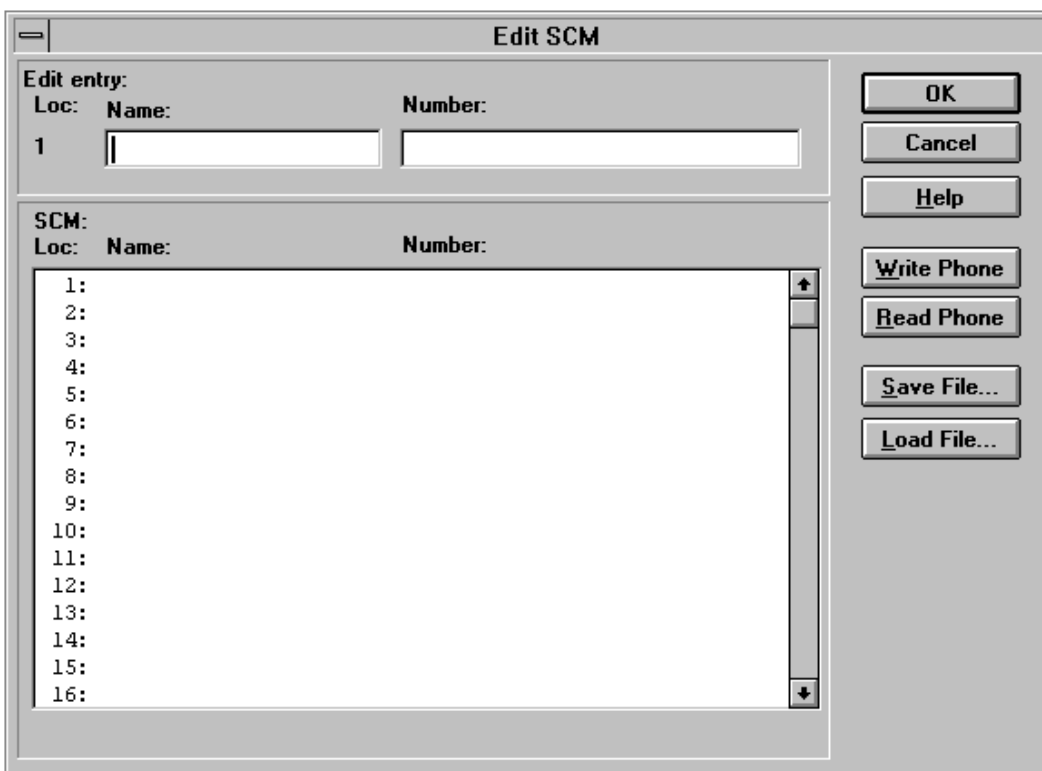 Edit SCM
Edit entry:
Loc: Name: Number:
1
SCM:
Loc: Name: Number:
1:
2:
3:
4:
5:
6:
7:
8:
9:
10:
11:
12:
13:
14:
15:
16:
OK
Cancel
Help
Write Phone
Read Phone
Save File...
Load File...